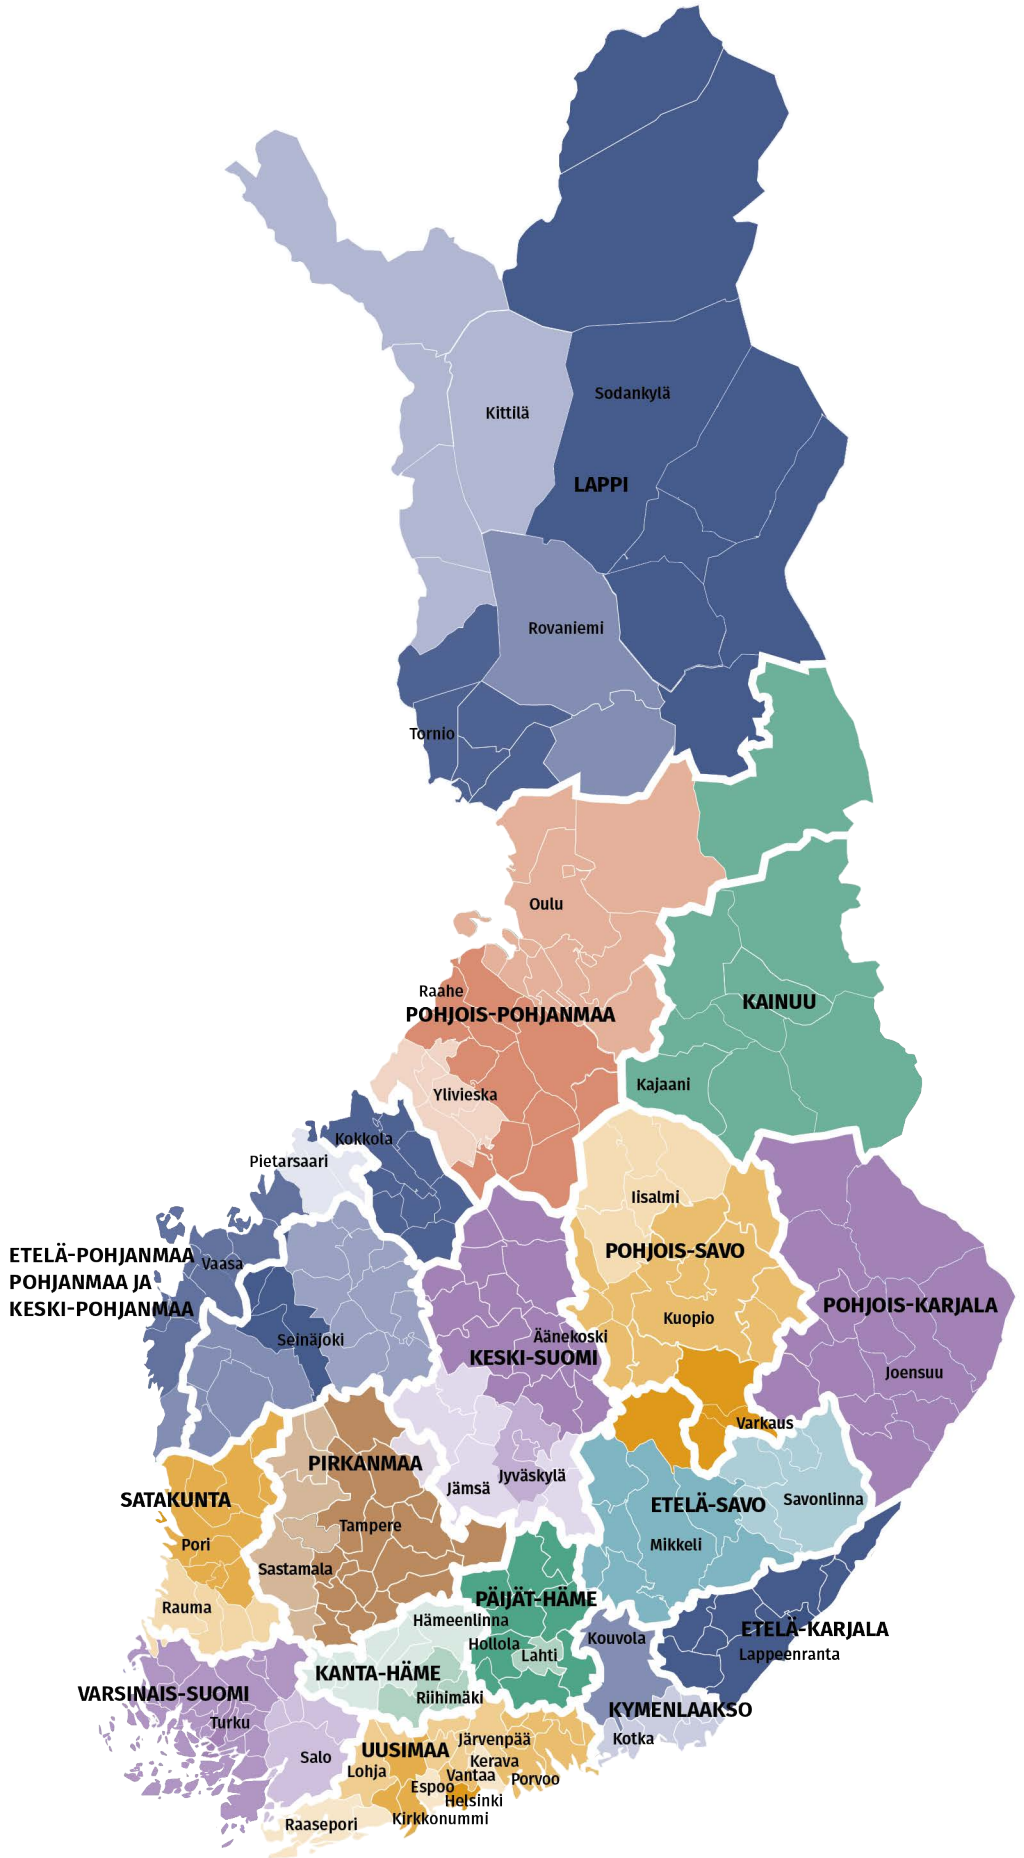 Sodankylä
Kittilä
LAPPI
Rovaniemi
Tornio
Oulu
Raahe
KAINUU
POHJOIS-POHJANMAA
Kajaani
Ylivieska
Kokkola
Pietarsaari
Iisalmi
ETELÄ-POHJANMAA
POHJANMAA JA
KESKI-POHJANMAA
Vaasa
POHJOIS-SAVO
POHJOIS-KARJALA
Kuopio
Seinäjoki
Äänekoski
KESKI-SUOMI
Joensuu
Varkaus
PIRKANMAA
Jyväskylä
Jämsä
SATAKUNTA
ETELÄ-SAVO
Savonlinna
Tampere
Pori
Mikkeli
Sastamala
PÄIJÄT-HÄME
Rauma
Hämeenlinna
ETELÄ-KARJALA
Kouvola
Hollola
Lahti
Lappeenranta
KANTA-HÄME
VARSINAIS-SUOMI
Riihimäki
KYMENLAAKSO
Turku
Kotka
Järvenpää
UUSIMAA
Salo
Kerava
Lohja
Vantaa
Porvoo
Espoo
Helsinki
Kirkkonummi
Raasepori